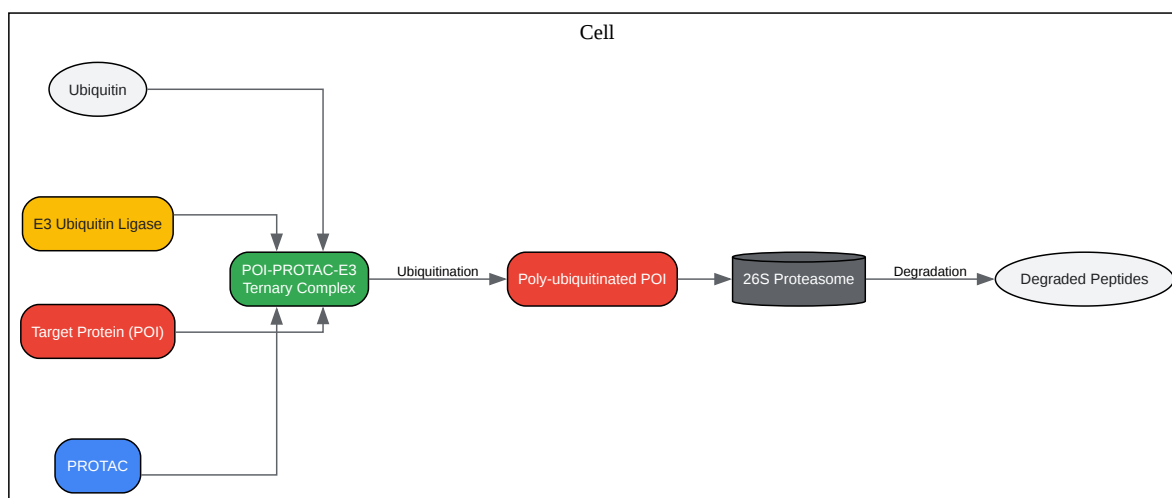 Cell
Ubiquitin
E3 Ubiquitin Ligase
Target Protein (POI)
PROTAC
POI-PROTAC-E3
Ternary Complex
Ubiquitination
Poly-ubiquitinated POI
26S Proteasome
Degradation
Degraded Peptides